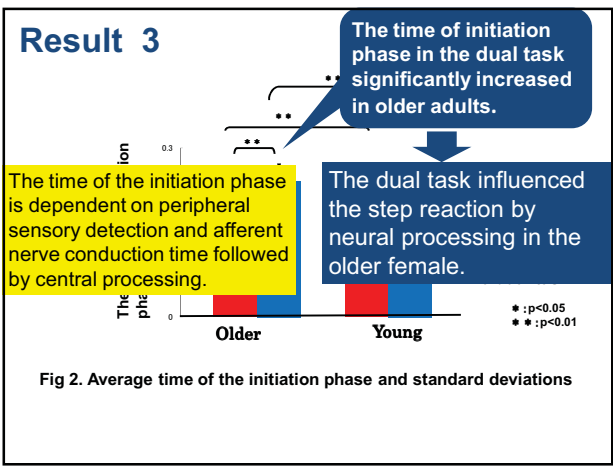 Result 3
The time of initiation
phase in the dual task
significantly increased
in older adults.
**
**
**
0.3
The time of the initiation phase
is dependent on peripheral
sensory detection and afferent
nerve conduction time followed
by central processing.
The dual task influenced
the step reaction by
neural processing in the
older female.
0
Older
Young
* :p<0.05
* * :p<0.01
Fig 2. Average time of the initiation phase and standard deviations